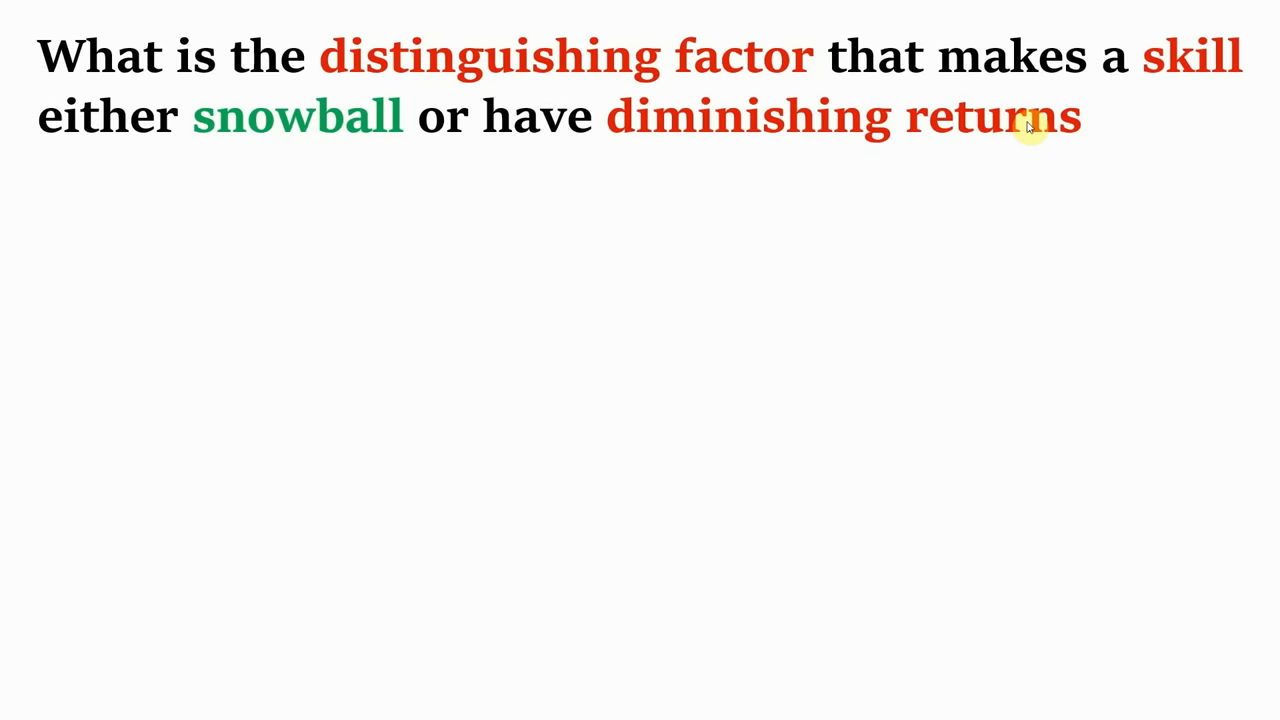 What is the distinguishing factor that makes a skill
either snowball or have diminishing returns